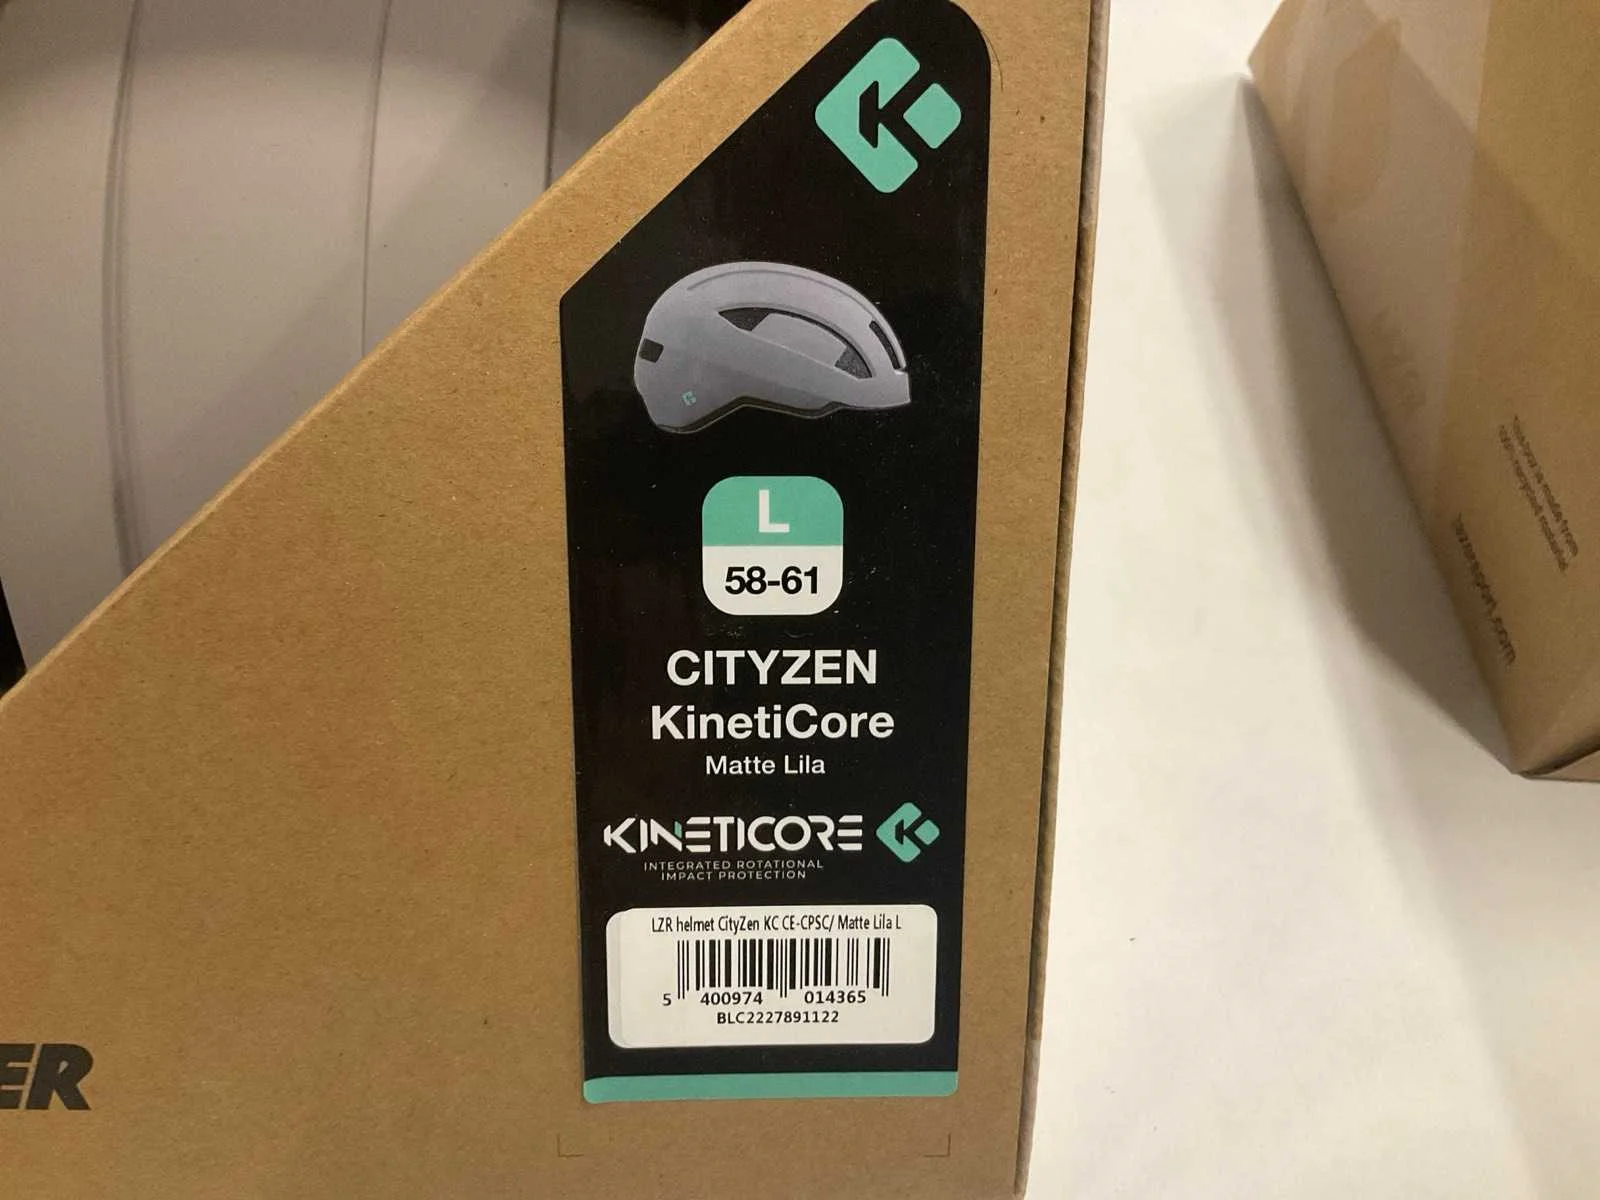 L
58-61
CITYZEN
KinetiCore
Matte Lila
KINETICORE
INTEGRATED ROTATIONAL
IMPACT PROTECTION
LZR helmet CityZen KC CE-CPSC/ Matte Lila L
5 400974 014365
BLC2227891122
ER